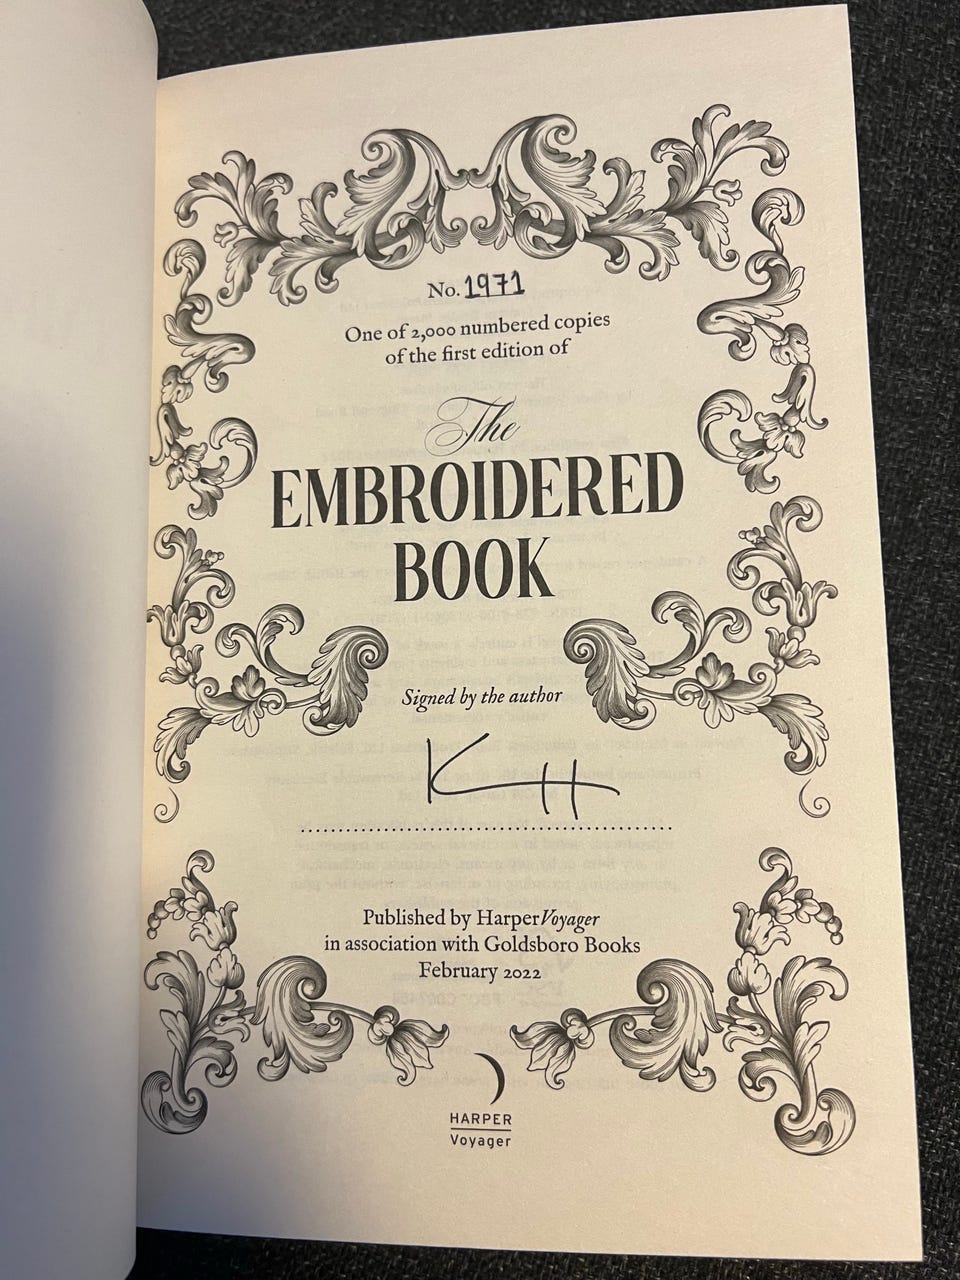 No. 1971
One of 2,000 numbered copies
of the first edition of
The
EMBROIDERED
BOOK
Signed by the author
KH
Published by HarperVoyager
in association with Goldsboro Books
February 2022
HARPER
Voyager